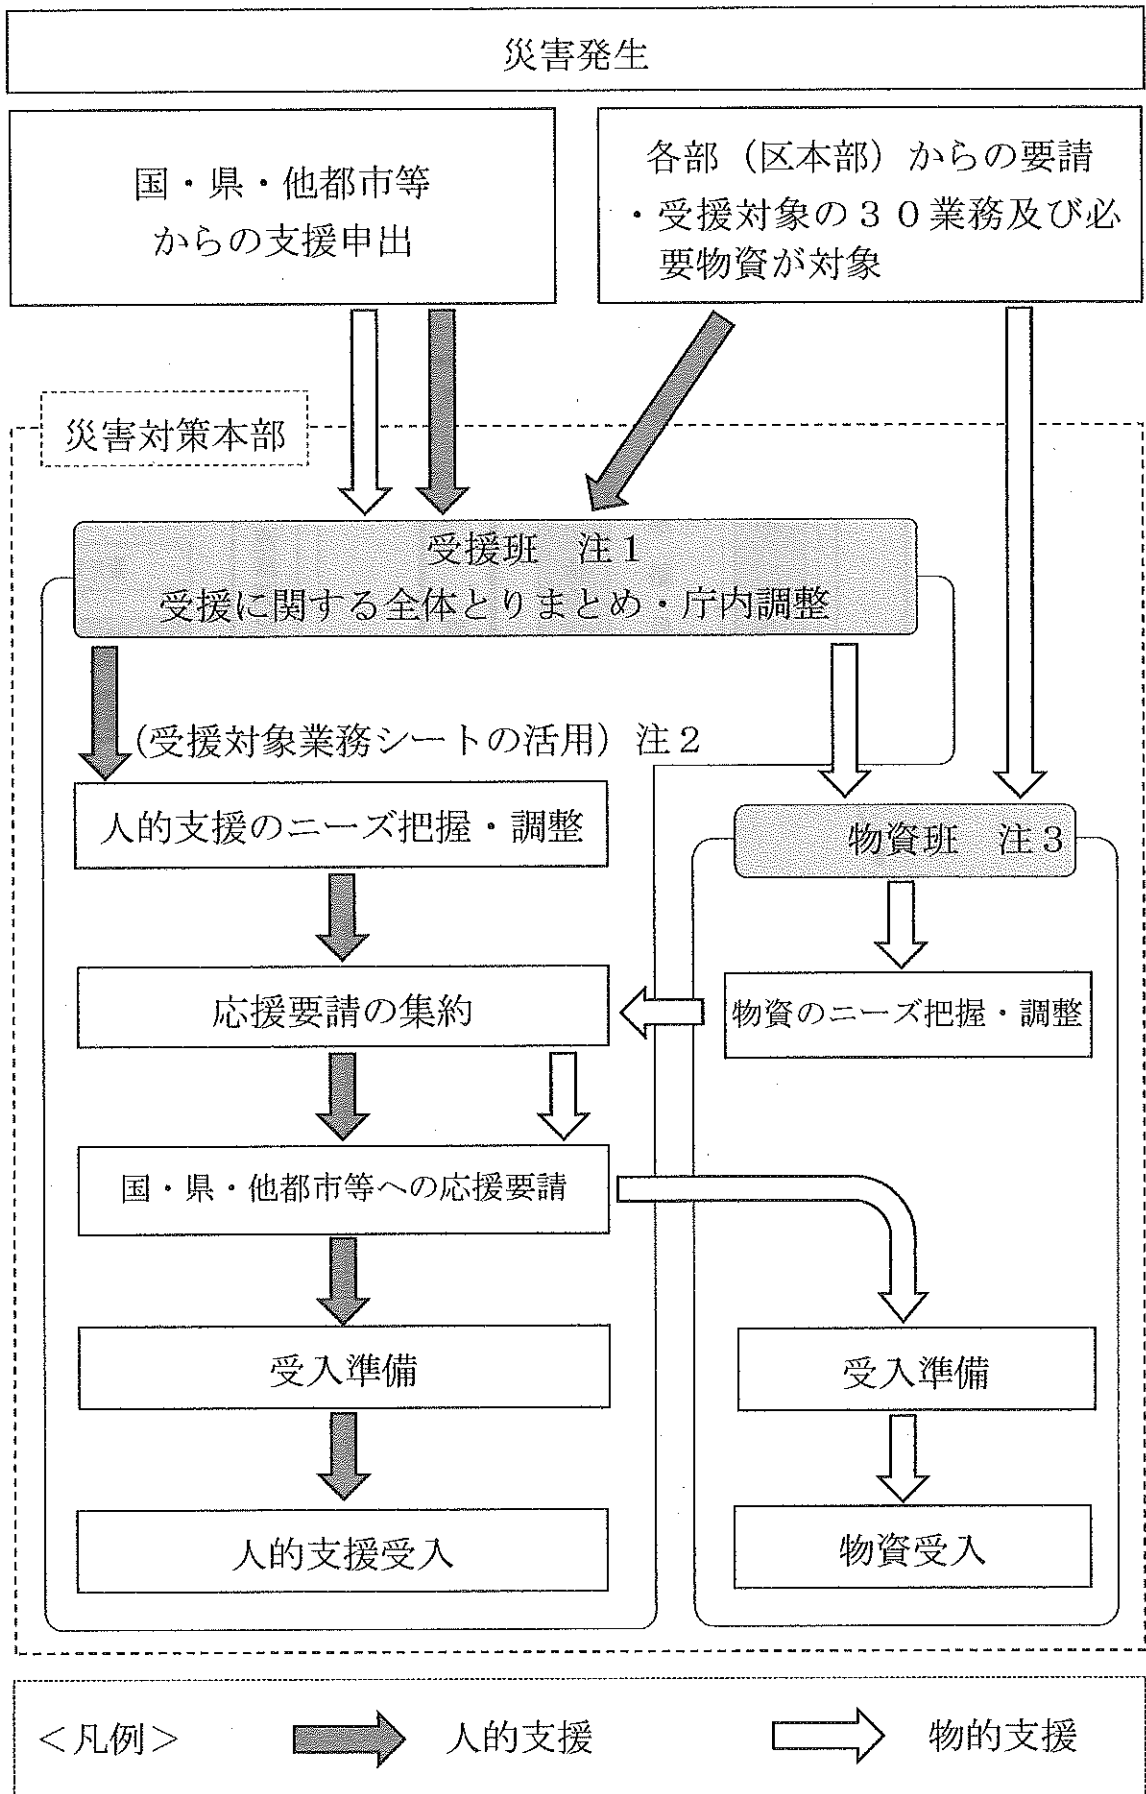 災害発生
国・県・他都市等
からの支援申出
各部（区本部）からの要請
・受援対象の３０業務及び必
要物資が対象
災害対策本部
受援班　注１
受援に関する全体とりまとめ・庁内調整
（受援対象業務シートの活用）注２
人的支援のニーズ把握・調整
物資班　注３
応援要請の集約
物資のニーズ把握・調整
国・県・他都市等への応援要請
受入準備
受入準備
人的支援受入
物資受入
＜凡例＞
人的支援
物的支援